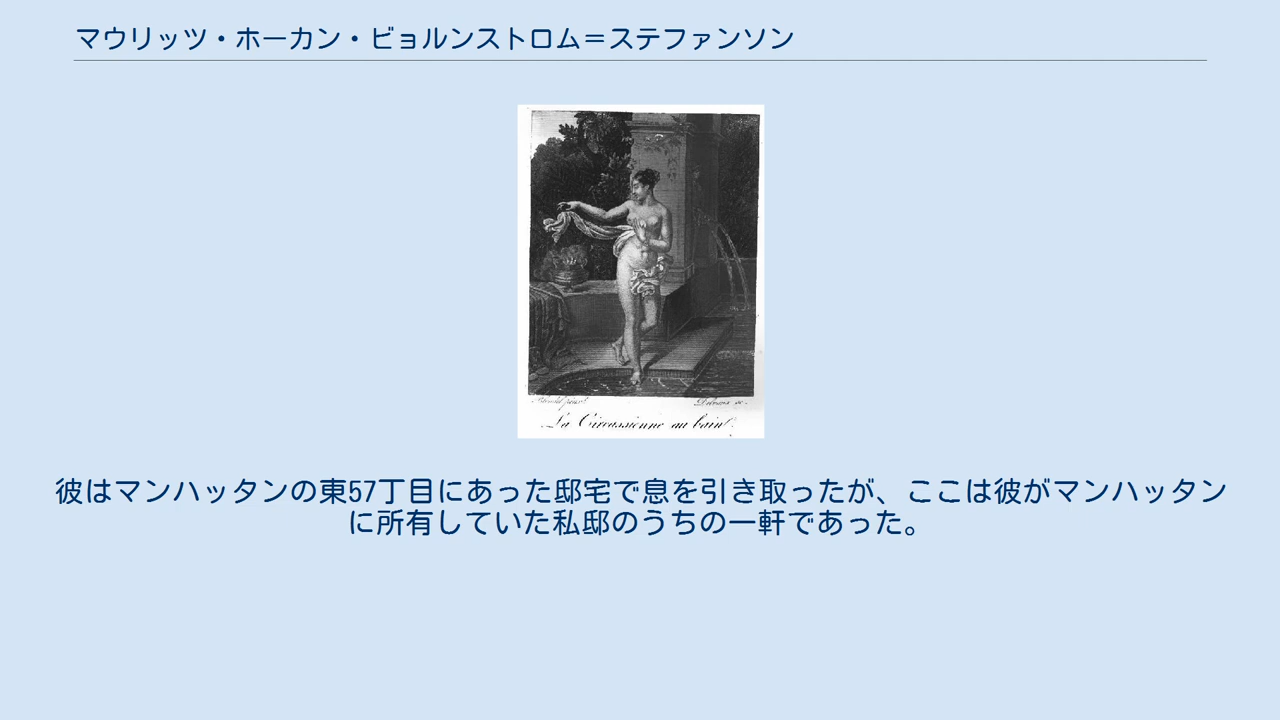 マウリッツ・ホーカン・ビョルンストロム＝ステファンソン
La Circassienne au bain
彼はマンハッタンの東57丁目にあった邸宅で息を引き取ったが、ここは彼がマンハッタン
に所有していた私邸のうちの一軒であった。